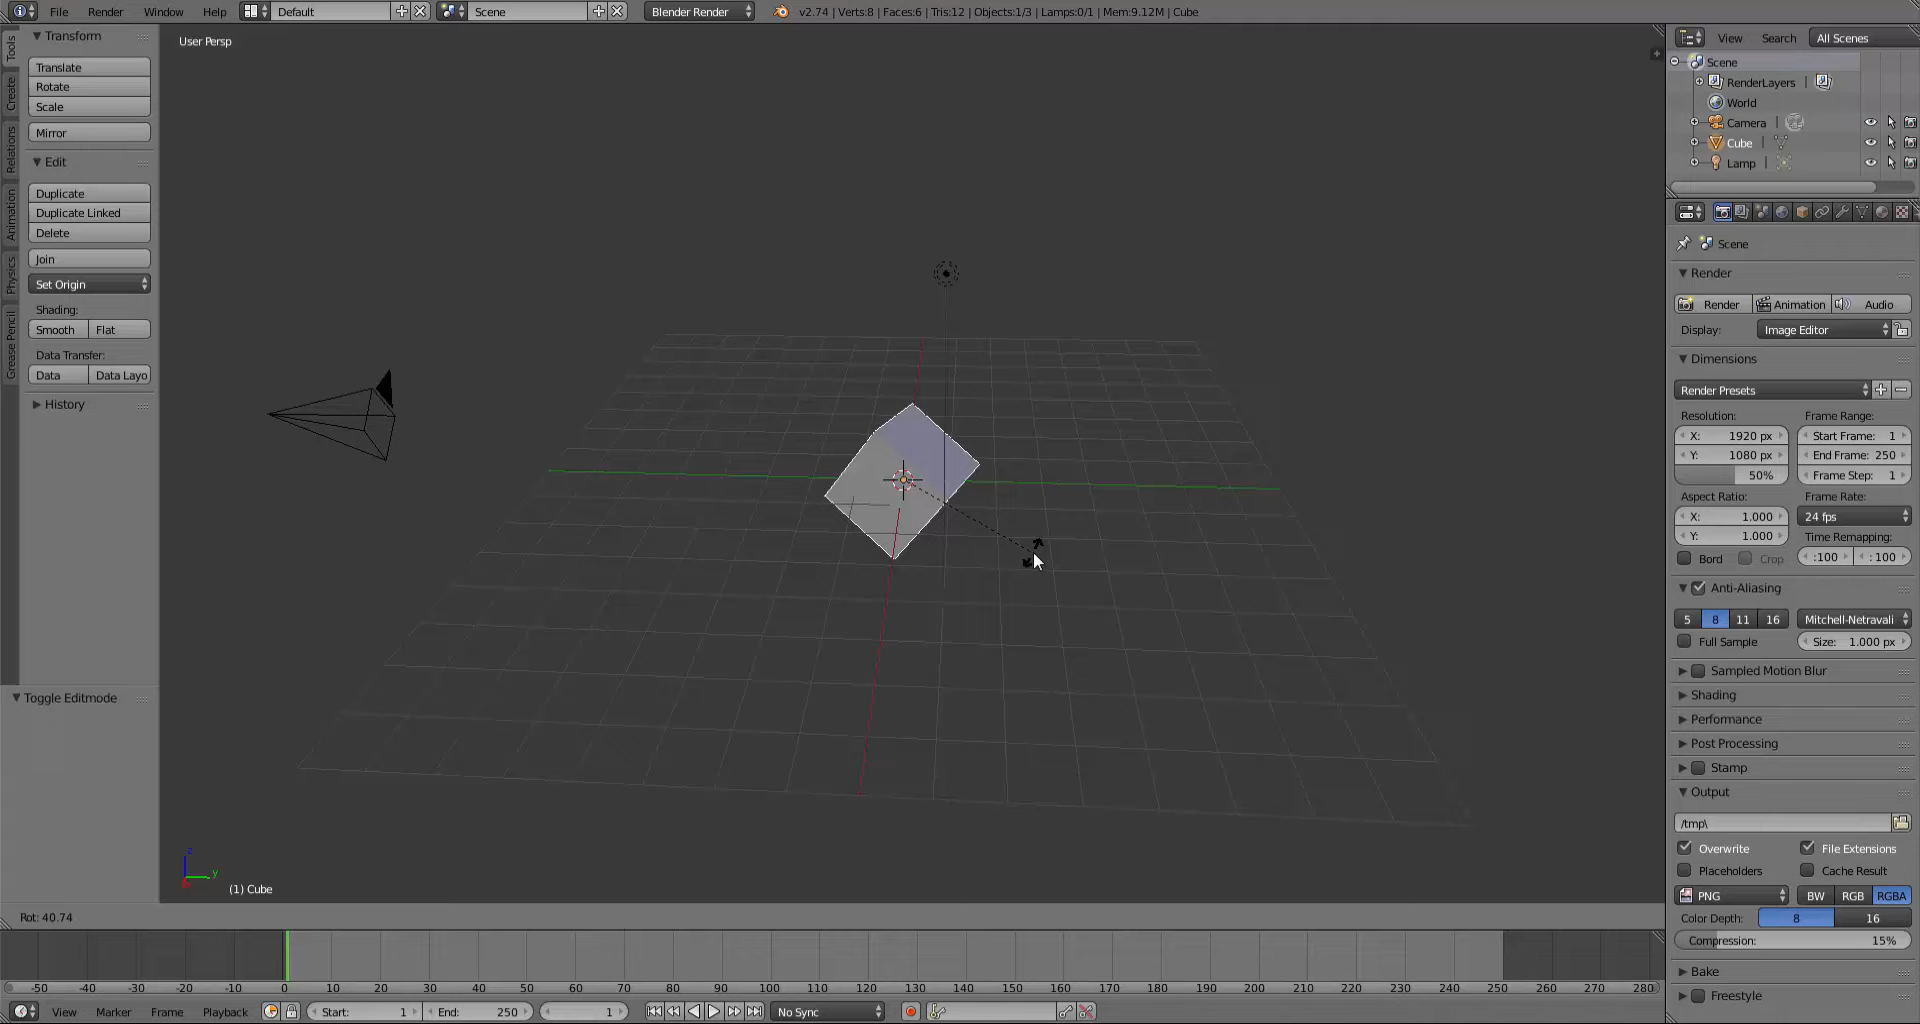 File Render Window Help Default Scene Blender Render v2.74 | Verts:8 | Faces:6 | Tris:12 | Objects:1/3 | Lamps:0/1 | Mem:9.12M | Cube
Tools
Create
Relations
Animation
Physics
Grease Pencil
Transform
Translate
Rotate
Scale
Mirror
Edit
Duplicate
Duplicate Linked
Delete
Join
Set Origin
Shading:
Smooth Flat
Data Transfer:
Data Data Layo
History
Toggle Editmode
User Persp
z
y
(1) Cube
Rot: 40.74
View Search All Scenes
Scene
RenderLayers |
World
Camera |
Cube |
Lamp |
Scene
Render
Render Animation Audio
Display: Image Editor
Dimensions
Render Presets
Resolution: Frame Range:
X: 1920 px Start Frame: 1
Y: 1080 px End Frame: 250
50% Frame Step: 1
Aspect Ratio: Frame Rate:
X: 1.000 24 fps
Y: 1.000 Time Remapping:
Bord Crop :100 : 100
Anti-Aliasing
5 8 11 16 Mitchell-Netravali
Full Sample Size: 1.000 px
Sampled Motion Blur
Shading
Performance
Post Processing
Stamp
Output
/tmp\
Overwrite File Extensions
Placeholders Cache Result
PNG BW RGB RGBA
Color Depth: 8 16
Compression: 15%
Bake
Freestyle
-50 -40 -30 -20 -10 0 10 20 30 40 50 60 70 80 90 100 110 120 130 140 150 160 170 180 190 200 210 220 230 240 250 260 270 280
View Marker Frame Playback Start: 1 End: 250 1 No Sync